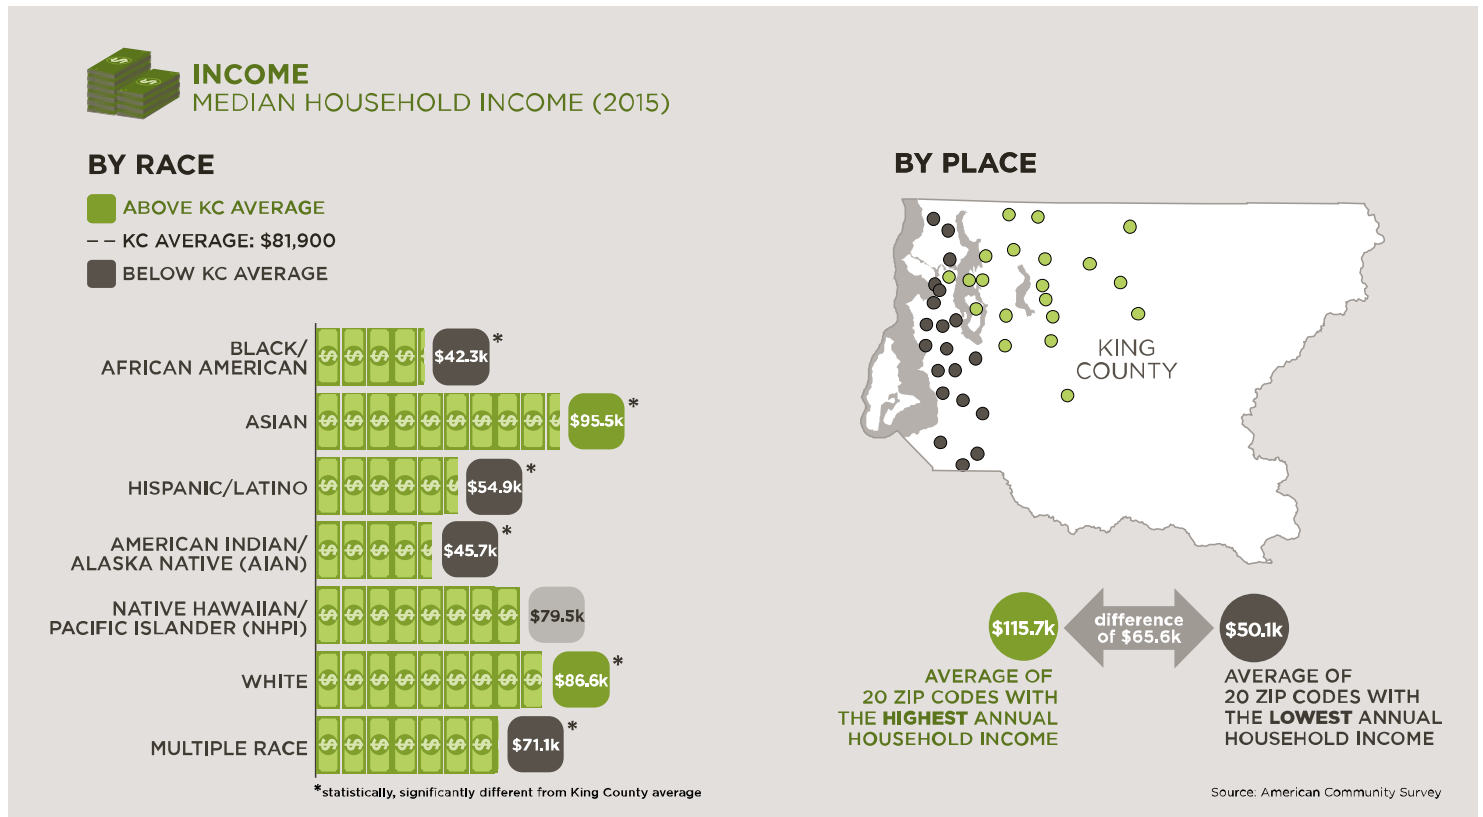 INCOME
MEDIAN HOUSEHOLD INCOME (2015)
BY RACE
ABOVE KC AVERAGE
KC AVERAGE: $81,900
BELOW KC AVERAGE
BLACK/
AFRICAN AMERICAN
$42.3k*
ASIAN
$95.5k*
HISPANIC/LATINO
$54.9k*
AMERICAN INDIAN/
ALASKA NATIVE (AIAN)
$45.7k*
NATIVE HAWAIIAN/
PACIFIC ISLANDER (NHPI)
$79.5k
WHITE
$86.6k*
MULTIPLE RACE
$71.1k*
*statistically, significantly different from King County average
BY PLACE
KING
COUNTY
$115.7k
difference
of $65.6k
$50.1k
AVERAGE OF
20 ZIP CODES WITH
THE HIGHEST ANNUAL
HOUSEHOLD INCOME
AVERAGE OF
20 ZIP CODES WITH
THE LOWEST ANNUAL
HOUSEHOLD INCOME
Source: American Community Survey